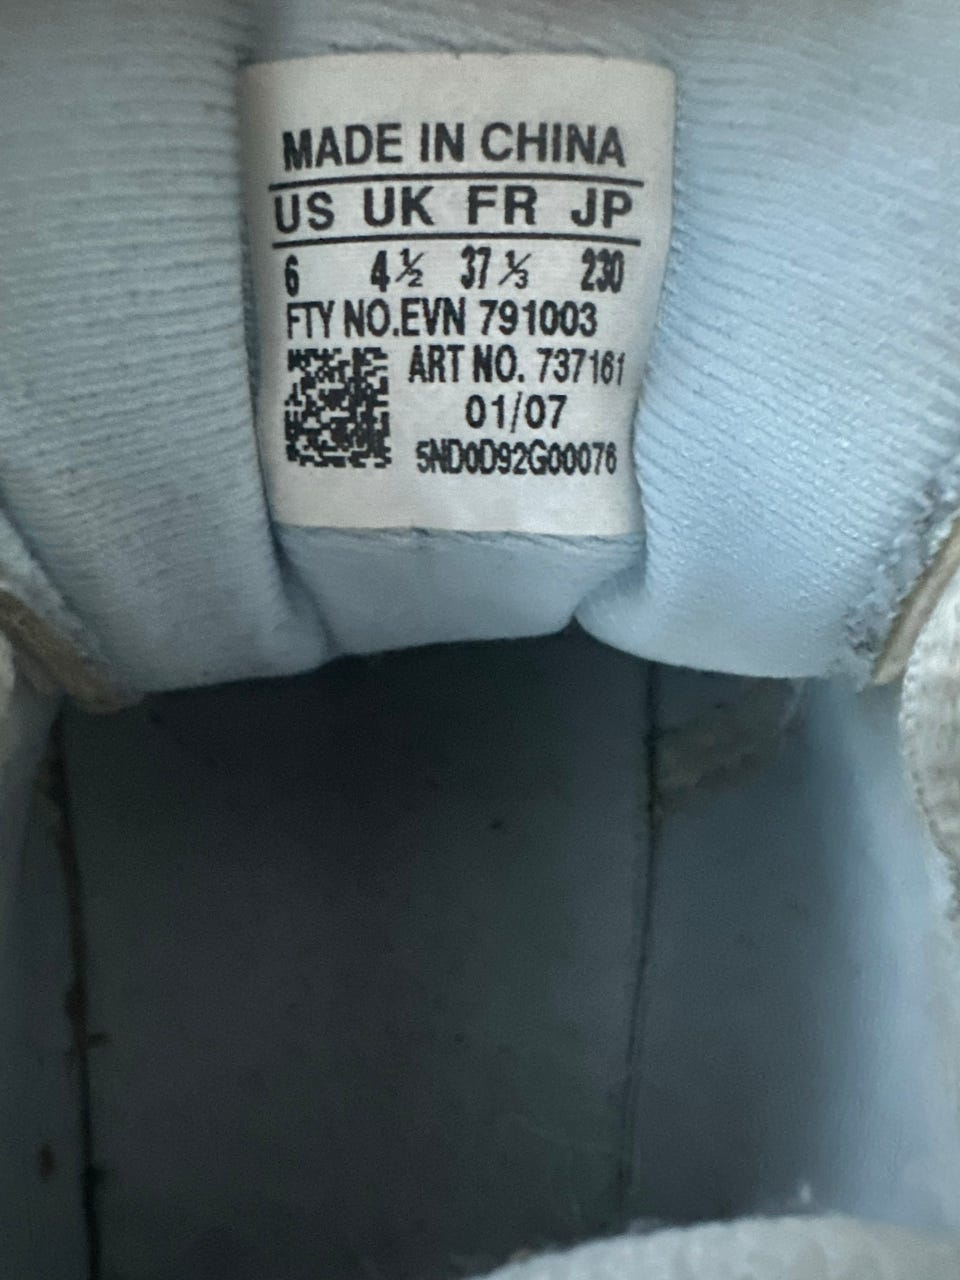 MADE IN CHINA
US UK FR JP
6 4½ 37⅓ 230
FTY NO.EVN 791003
ART NO. 737161
01/07
5ND0D92G00076